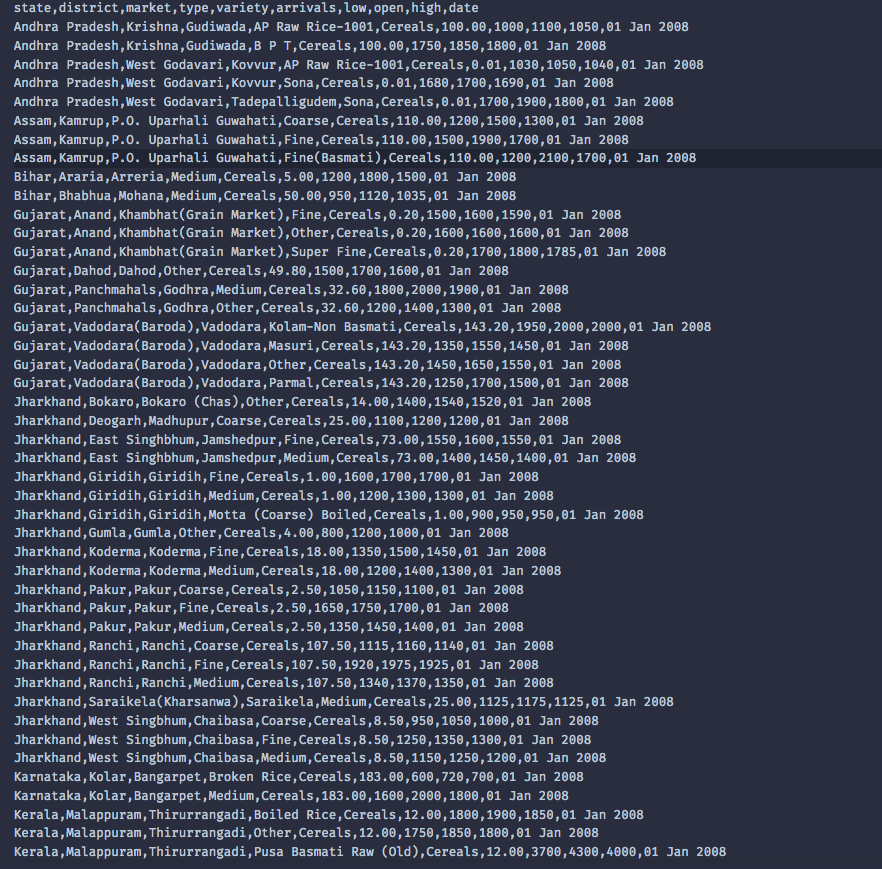 state,district,market,type,variety,arrivals,low,open,high,date
Andhra Pradesh,Krishna,Gudiwada,AP Raw Rice-1001,Cereals,100.00,1000,1100,1050,01 Jan 2008
Andhra Pradesh,Krishna,Gudiwada,B P T,Cereals,100.00,1750,1850,1800,01 Jan 2008
Andhra Pradesh,West Godavari,Kovvur,AP Raw Rice-1001,Cereals,0.01,1030,1050,1040,01 Jan 2008
Andhra Pradesh,West Godavari,Kovvur,Sona,Cereals,0.01,1680,1700,1690,01 Jan 2008
Andhra Pradesh,West Godavari,Tadepalligudem,Sona,Cereals,0.01,1700,1900,1800,01 Jan 2008
Assam,Kamrup,P.O. Uparhali Guwahati,Coarse,Cereals,110.00,1200,1500,1300,01 Jan 2008
Assam,Kamrup,P.O. Uparhali Guwahati,Fine,Cereals,110.00,1500,1900,1700,01 Jan 2008
Assam,Kamrup,P.O. Uparhali Guwahati,Fine(Basmati),Cereals,110.00,1200,2100,1700,01 Jan 2008
Bihar,Araria,Arreria,Medium,Cereals,5.00,1200,1800,1500,01 Jan 2008
Bihar,Bhabhua,Mohana,Medium,Cereals,50.00,950,1120,1035,01 Jan 2008
Gujarat,Anand,Khambhat(Grain Market),Fine,Cereals,0.20,1500,1600,1590,01 Jan 2008
Gujarat,Anand,Khambhat(Grain Market),Other,Cereals,0.20,1600,1600,1600,01 Jan 2008
Gujarat,Anand,Khambhat(Grain Market),Super Fine,Cereals,0.20,1700,1800,1785,01 Jan 2008
Gujarat,Dahod,Dahod,Other,Cereals,49.80,1500,1700,1600,01 Jan 2008
Gujarat,Panchmahals,Godhra,Medium,Cereals,32.60,1800,2000,1900,01 Jan 2008
Gujarat,Panchmahals,Godhra,Other,Cereals,32.60,1200,1400,1300,01 Jan 2008
Gujarat,Vadodara(Baroda),Vadodara,Kolam-Non Basmati,Cereals,143.20,1950,2000,2000,01 Jan 2008
Gujarat,Vadodara(Baroda),Vadodara,Masuri,Cereals,143.20,1350,1550,1450,01 Jan 2008
Gujarat,Vadodara(Baroda),Vadodara,Other,Cereals,143.20,1450,1650,1550,01 Jan 2008
Gujarat,Vadodara(Baroda),Vadodara,Parmal,Cereals,143.20,1250,1700,1500,01 Jan 2008
Jharkhand,Bokaro,Bokaro (Chas),Other,Cereals,14.00,1400,1540,1520,01 Jan 2008
Jharkhand,Deogarh,Madhupur,Coarse,Cereals,25.00,1100,1200,1200,01 Jan 2008
Jharkhand,East Singhbhum,Jamshedpur,Fine,Cereals,73.00,1550,1600,1550,01 Jan 2008
Jharkhand,East Singhbhum,Jamshedpur,Medium,Cereals,73.00,1400,1450,1400,01 Jan 2008
Jharkhand,Giridih,Giridih,Fine,Cereals,1.00,1600,1700,1700,01 Jan 2008
Jharkhand,Giridih,Giridih,Medium,Cereals,1.00,1200,1300,1300,01 Jan 2008
Jharkhand,Giridih,Giridih,Motta (Coarse) Boiled,Cereals,1.00,900,950,950,01 Jan 2008
Jharkhand,Gumla,Gumla,Other,Cereals,4.00,800,1200,1000,01 Jan 2008
Jharkhand,Koderma,Koderma,Fine,Cereals,18.00,1350,1500,1450,01 Jan 2008
Jharkhand,Koderma,Koderma,Medium,Cereals,18.00,1200,1400,1300,01 Jan 2008
Jharkhand,Pakur,Pakur,Coarse,Cereals,2.50,1050,1150,1100,01 Jan 2008
Jharkhand,Pakur,Pakur,Fine,Cereals,2.50,1650,1750,1700,01 Jan 2008
Jharkhand,Pakur,Pakur,Medium,Cereals,2.50,1350,1450,1400,01 Jan 2008
Jharkhand,Ranchi,Ranchi,Coarse,Cereals,107.50,1115,1160,1140,01 Jan 2008
Jharkhand,Ranchi,Ranchi,Fine,Cereals,107.50,1920,1975,1925,01 Jan 2008
Jharkhand,Ranchi,Ranchi,Medium,Cereals,107.50,1340,1370,1350,01 Jan 2008
Jharkhand,Saraikela(Kharsanwa),Saraikela,Medium,Cereals,25.00,1125,1175,1125,01 Jan 2008
Jharkhand,West Singbhum,Chaibasa,Coarse,Cereals,8.50,950,1050,1000,01 Jan 2008
Jharkhand,West Singbhum,Chaibasa,Fine,Cereals,8.50,1250,1350,1300,01 Jan 2008
Jharkhand,West Singbhum,Chaibasa,Medium,Cereals,8.50,1150,1250,1200,01 Jan 2008
Karnataka,Kolar,Bangarpet,Broken Rice,Cereals,183.00,600,720,700,01 Jan 2008
Karnataka,Kolar,Bangarpet,Medium,Cereals,183.00,1600,2000,1800,01 Jan 2008
Kerala,Malappuram,Thirurrangadi,Boiled Rice,Cereals,12.00,1800,1900,1850,01 Jan 2008
Kerala,Malappuram,Thirurrangadi,Other,Cereals,12.00,1750,1850,1800,01 Jan 2008
Kerala,Malappuram,Thirurrangadi,Pusa Basmati Raw (Old),Cereals,12.00,3700,4300,4000,01 Jan 2008